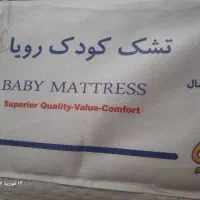 تشک کودک رویا
BABY MATTRESS
Superior Quality-Value-Comfort